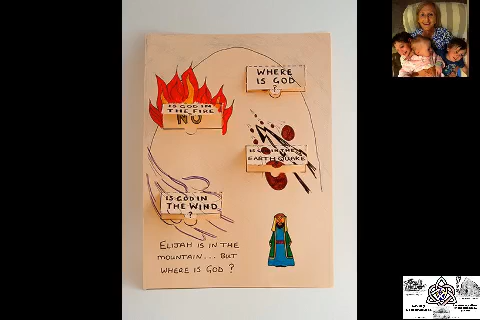 WHERE
IS GOD
?
IS GOD IN
THE FIRE
NO
IS GOD IN THE
EARTHQUAKE
IS GOD IN
THE WIND
?
ELIJAH IS IN THE
MOUNTAIN... BUT
WHERE IS GOD?